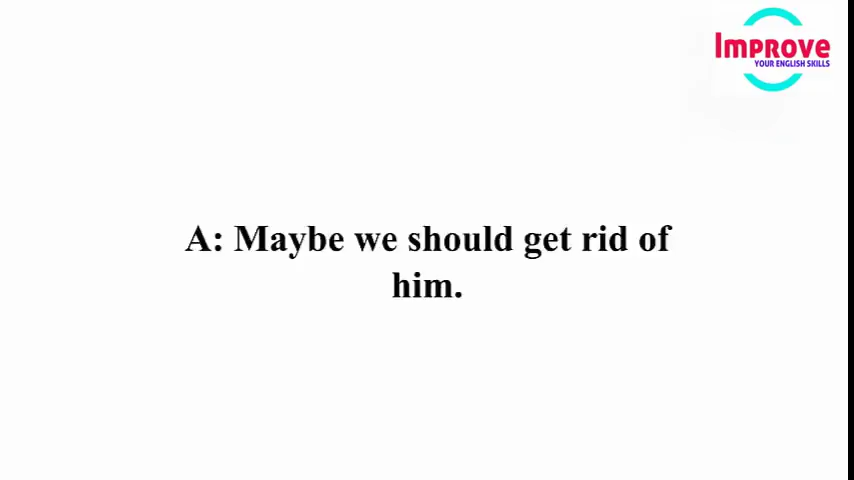 Improve
YOUR ENGLISH SKILLS
A: Maybe we should get rid of
him.